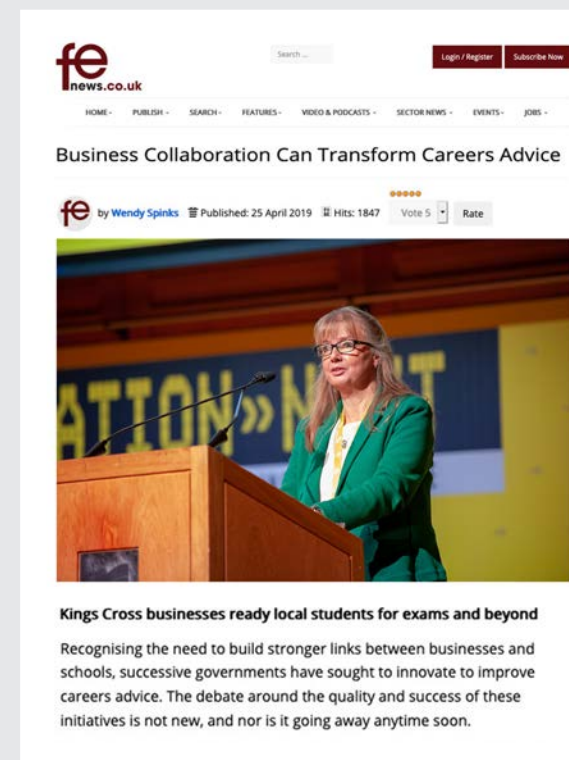 fe
news.co.uk
Search ...
Login / Register
Subscribe Now
HOME - PUBLISH - SEARCH - FEATURES - VIDEO & PODCASTS - SECTOR NEWS - EVENTS - JOBS -
Business Collaboration Can Transform Careers Advice
fe by Wendy Spinks Published: 25 April 2019 Hits: 1847 Vote 5 Rate
ATION»N
T
Kings Cross businesses ready local students for exams and beyond
Recognising the need to build stronger links between businesses and
schools, successive governments have sought to innovate to improve
careers advice. The debate around the quality and success of these
initiatives is not new, and nor is it going away anytime soon.